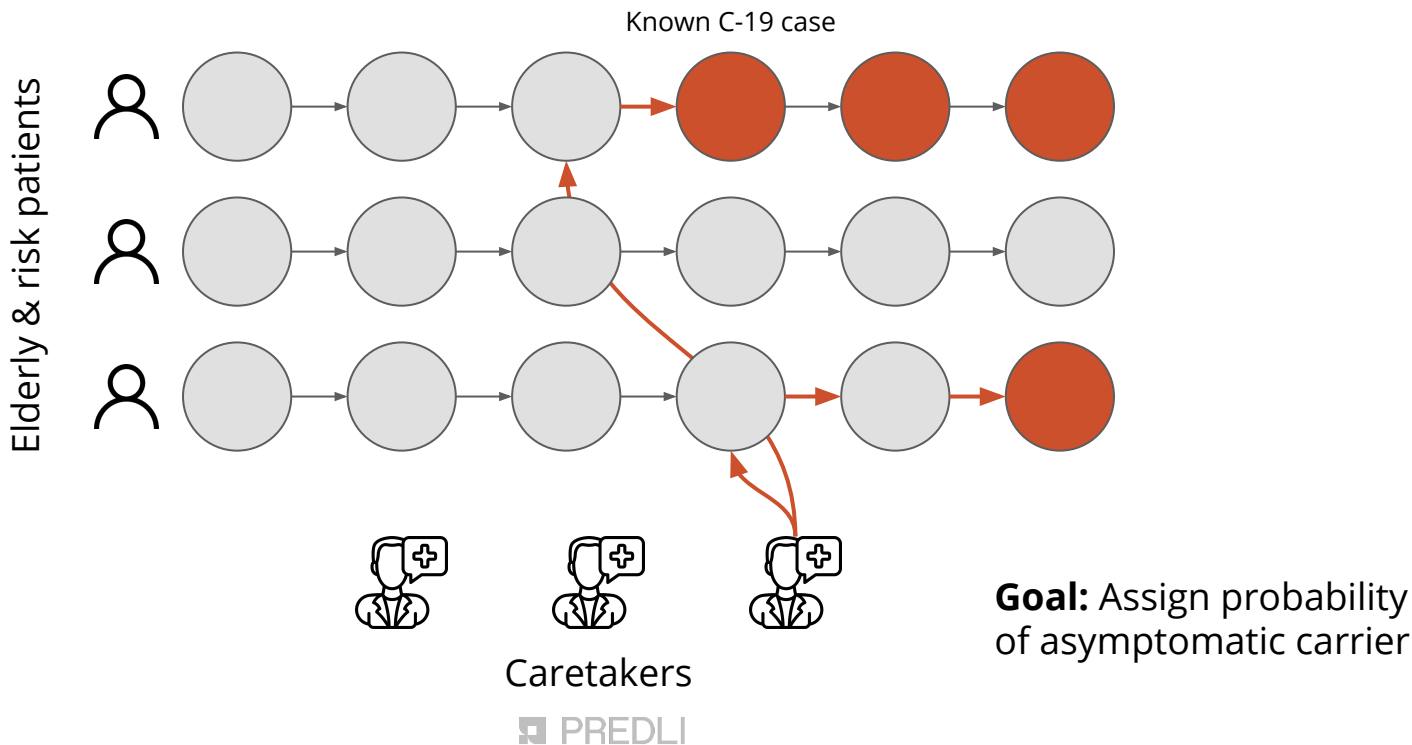 Known C-19 case
Elderly & risk patients
Goal: Assign probability
of asymptomatic carrier
Caretakers
PREDLI